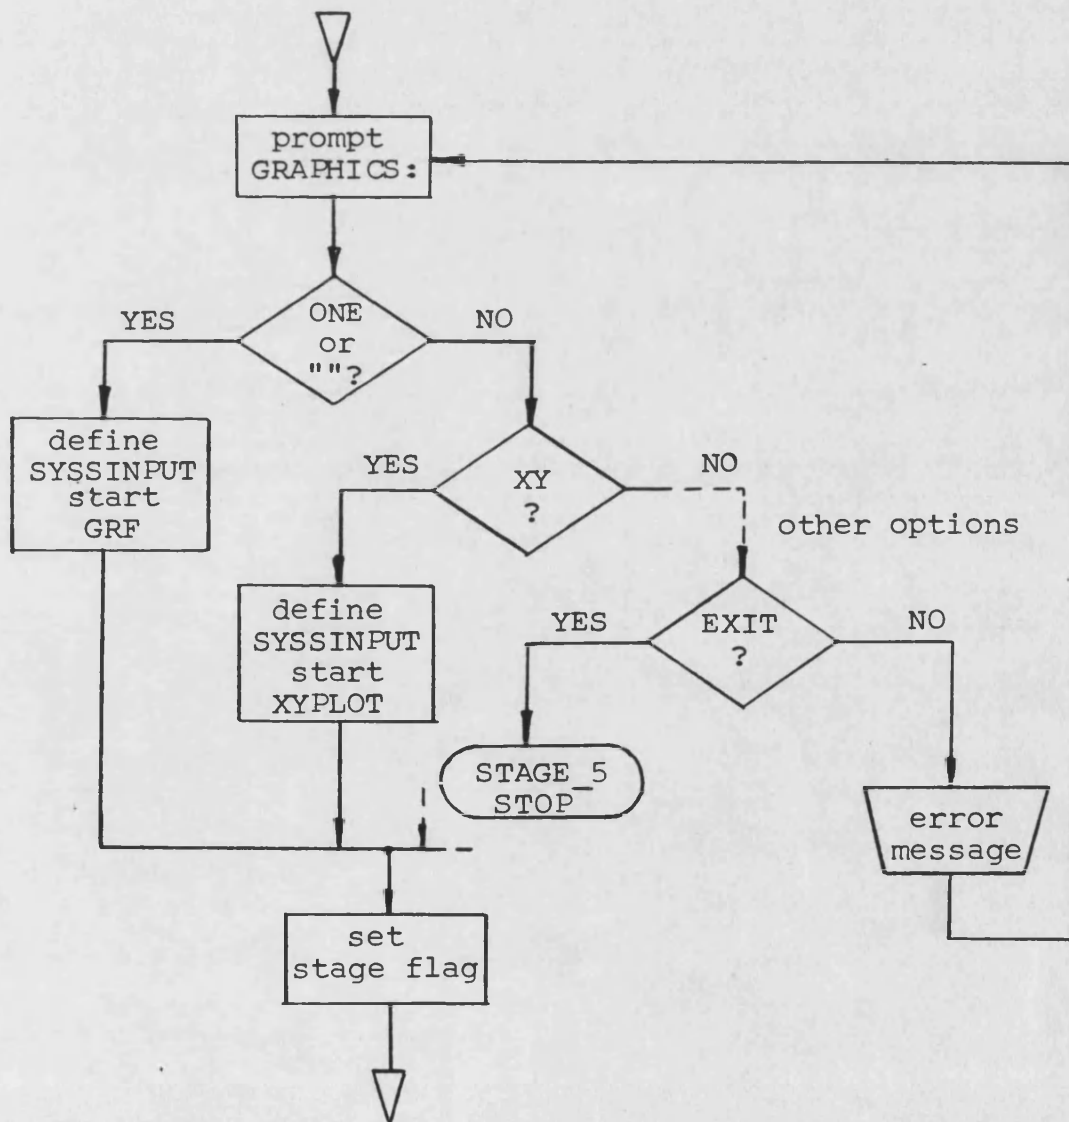 prompt
GRAPHICS:
YES
ONE
or
""?
NO
define
SYSSINPUT
start
GRF
YES
XY
?
NO
other options
define
SYSSINPUT
start
XYPLOT
YES
EXIT
?
NO
STAGE_5
STOP
error
message
set
stage flag